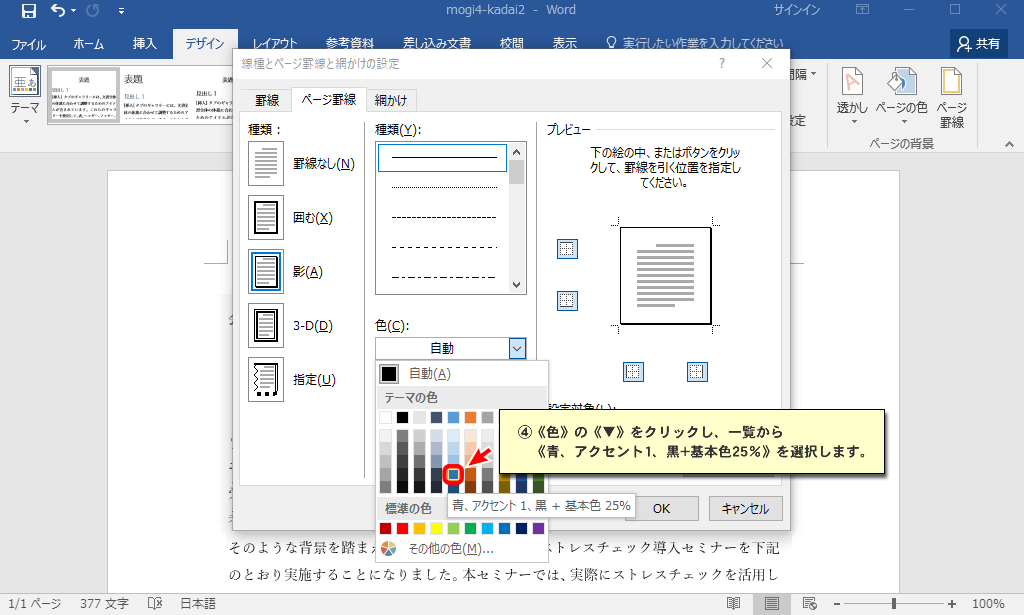 mogi4-kadai2 - Word
サインイン
ファイル ホーム 挿入 デザイン レイアウト 参考資料 差し込み文書 校閲 表示 実行したい作業を入力してください 共有
テーマ
表題
表題
見出し 1
見出し 1
透かし
ページの色
ページ罫線
ページの背景
線種とページ罫線と網かけの設定
?
罫線 ページ罫線 網かけ
種類：
罫線なし(N)
囲む(X)
影(A)
3-D(D)
指定(U)
種類(Y):
色(C):
自動
自動(A)
テーマの色
標準の色
その他の色(M)...
青、アクセント 1、黒 + 基本色 25%
プレビュー
下の絵の中、またはボタンをクリッ
クして、罫線を引く位置を指定し
てください。
設定対象(L):
④《色》の《▼》をクリックし、一覧から
《青、アクセント1、黒+基本色25％》を選択します。
OK
キャンセル
そのような背景を踏ま
ストレスチェック導入セミナーを下記
のとおり実施することになりました。本セミナーでは、実際にストレスチェックを活用し
1/1 ページ 377 文字 日本語
100%